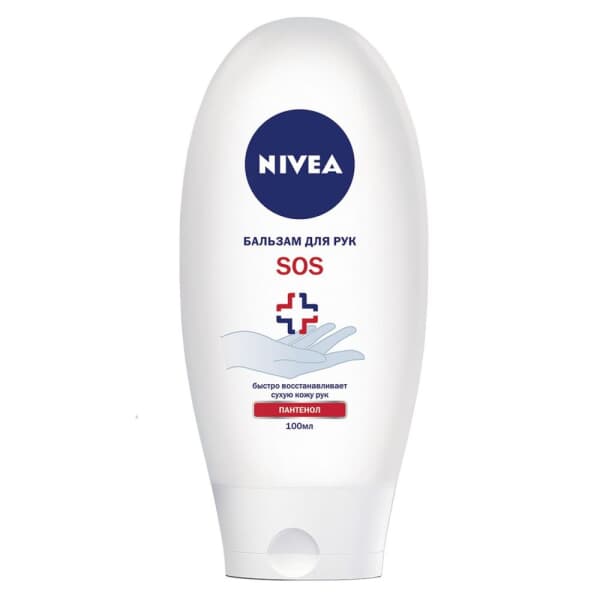 NIVEA
БАЛЬЗАМ ДЛЯ РУК
SOS
быстро восстанавливает
сухую кожу рук
ПАНТЕНОЛ
100мл